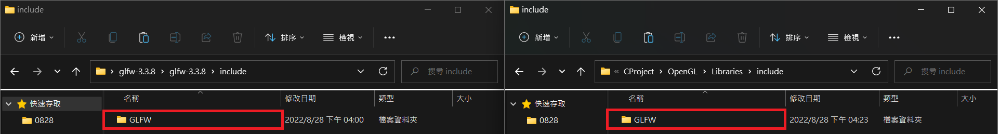 include
新增 排序 檢視
glfw-3.3.8 glfw-3.3.8 include 搜尋 include
名稱 修改日期 類型 大小
快速存取
0828
GLFW 2022/8/28 下午 04:00 檔案資料夾
include
新增 排序 檢視
« CProject OpenGL Libraries include 搜尋 include
名稱 修改日期 類型 大小
快速存取
0828
GLFW 2022/8/28 下午 04:23 檔案資料夾